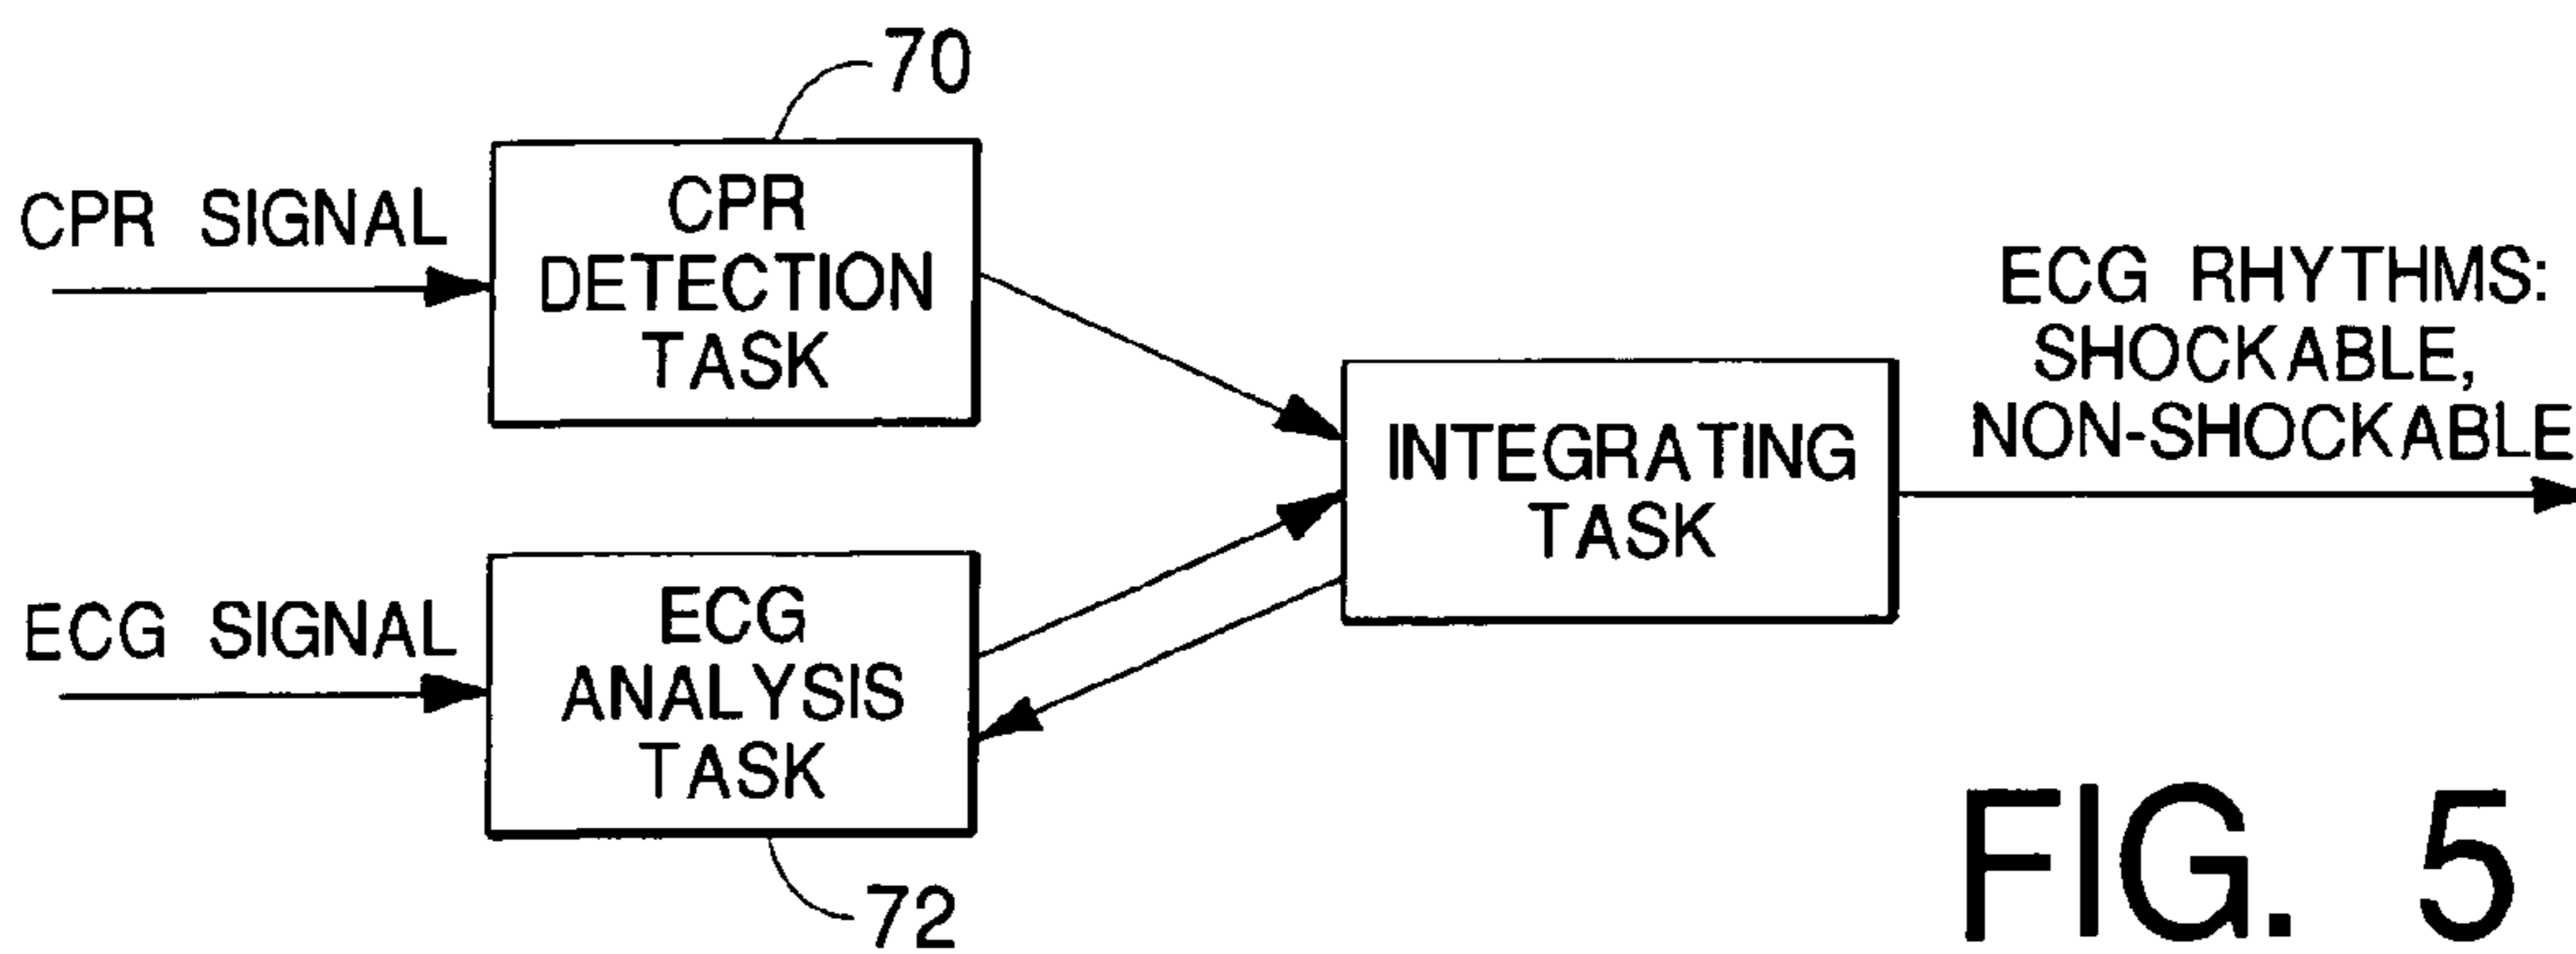 70
CPR SIGNAL
CPR
DETECTION
TASK
ECG RHYTHMS:
SHOCKABLE,
NON-SHOCKABLE
INTEGRATING
TASK
ECG SIGNAL
ECG
ANALYSIS
TASK
72
FIG. 5